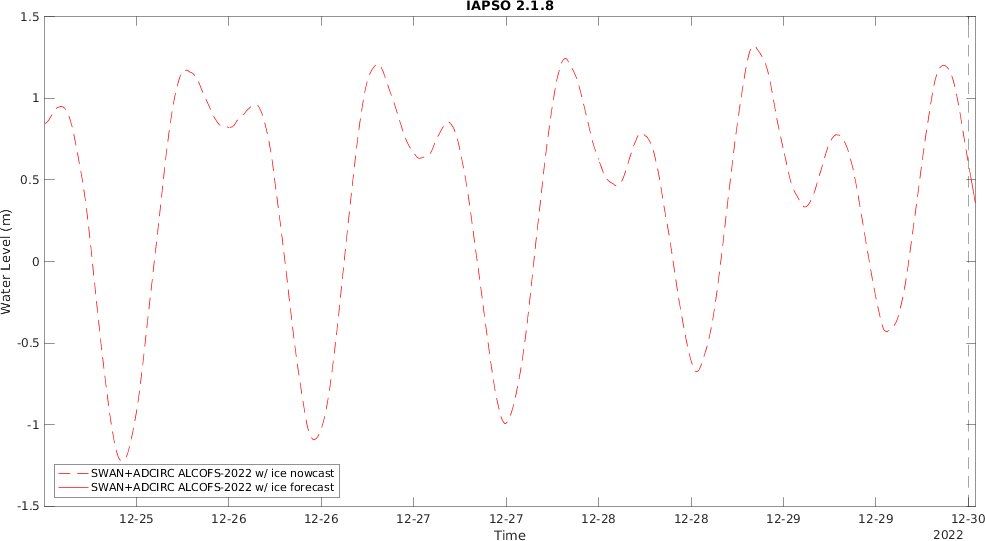 IAPSO 2.1.8
1.5
1
0.5
0
-0.5
-1
-1.5
Water Level (m)
SWAN+ADCIRC ALCOFS-2022 w/ ice nowcast
SWAN+ADCIRC ALCOFS-2022 w/ ice forecast
12-25 12-26 12-26 12-27 12-27 12-28 12-28 12-29 12-29 12-30
Time
2022